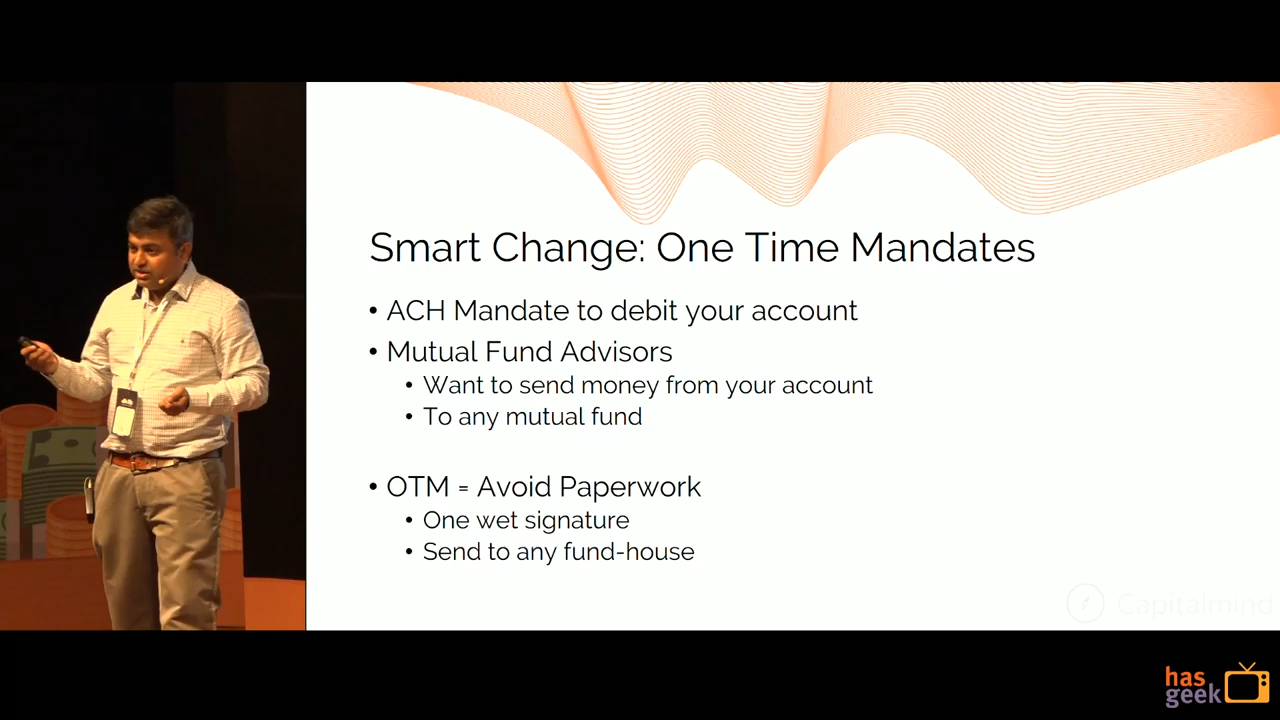 Smart Change: One Time Mandates
• ACH Mandate to debit your account
• Mutual Fund Advisors
• Want to send money from your account
• To any mutual fund
• OTM = Avoid Paperwork
• One wet signature
• Send to any fund-house
Capitalmind
has
geek